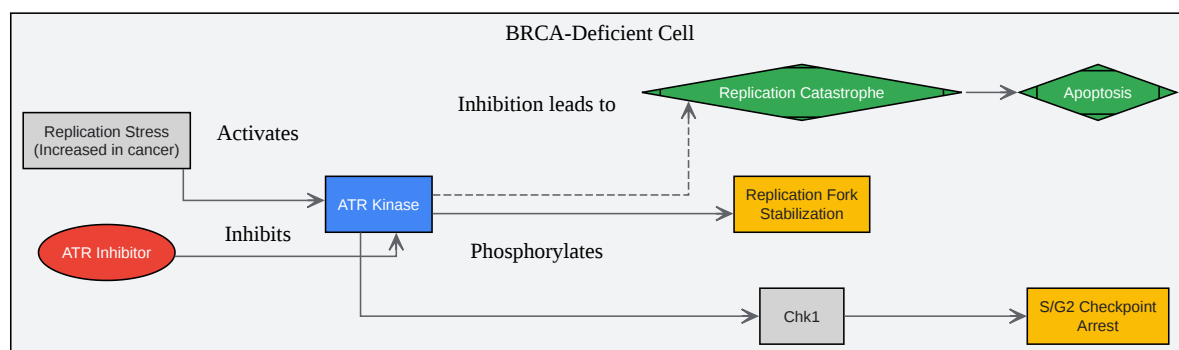 BRCA-Deficient Cell
Inhibition leads to
Replication Catastrophe
Apoptosis
Replication Stress
(Increased in cancer)
Activates
ATR Kinase
Replication Fork
Stabilization
Inhibits
ATR Inhibitor
Phosphorylates
Chk1
S/G2 Checkpoint
Arrest